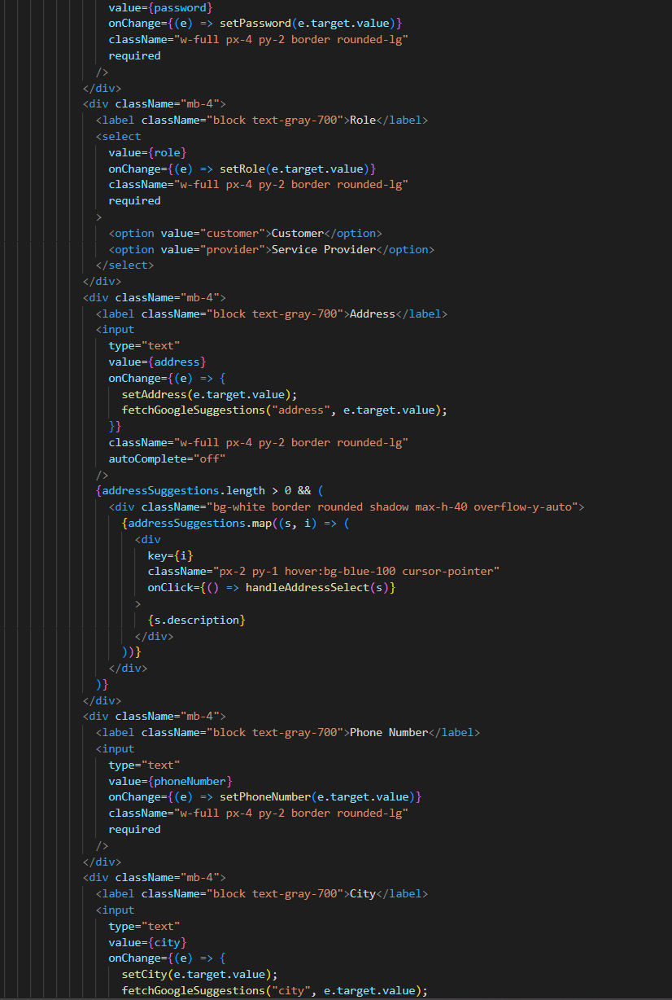 value={password}
onChange={(e) => setPassword(e.target.value)}
className="w-full px-4 py-2 border rounded-lg"
required
/>
</div>
<div className="mb-4">
<label className="block text-gray-700">Role</label>
<select
value={role}
onChange={(e) => setRole(e.target.value)}
className="w-full px-4 py-2 border rounded-lg"
required
>
<option value="customer">Customer</option>
<option value="provider">Service Provider</option>
</select>
</div>
<div className="mb-4">
<label className="block text-gray-700">Address</label>
<input
type="text"
value={address}
onChange={(e) => {
setAddress(e.target.value);
fetchGoogleSuggestions("address", e.target.value);
}}
className="w-full px-4 py-2 border rounded-lg"
autoComplete="off"
/>
{addressSuggestions.length > 0 && (
<div className="bg-white border rounded shadow max-h-40 overflow-y-auto">
{addressSuggestions.map((s, i) => (
<div
key={i}
className="px-2 py-1 hover:bg-blue-100 cursor-pointer"
onClick={() => handleAddressSelect(s)}
>
{s.description}
</div>
))}
</div>
)}
</div>
<div className="mb-4">
<label className="block text-gray-700">Phone Number</label>
<input
type="text"
value={phoneNumber}
onChange={(e) => setPhoneNumber(e.target.value)}
className="w-full px-4 py-2 border rounded-lg"
required
/>
</div>
<div className="mb-4">
<label className="block text-gray-700">City</label>
<input
type="text"
value={city}
onChange={(e) => {
setCity(e.target.value);
fetchGoogleSuggestions("city", e.target.value);